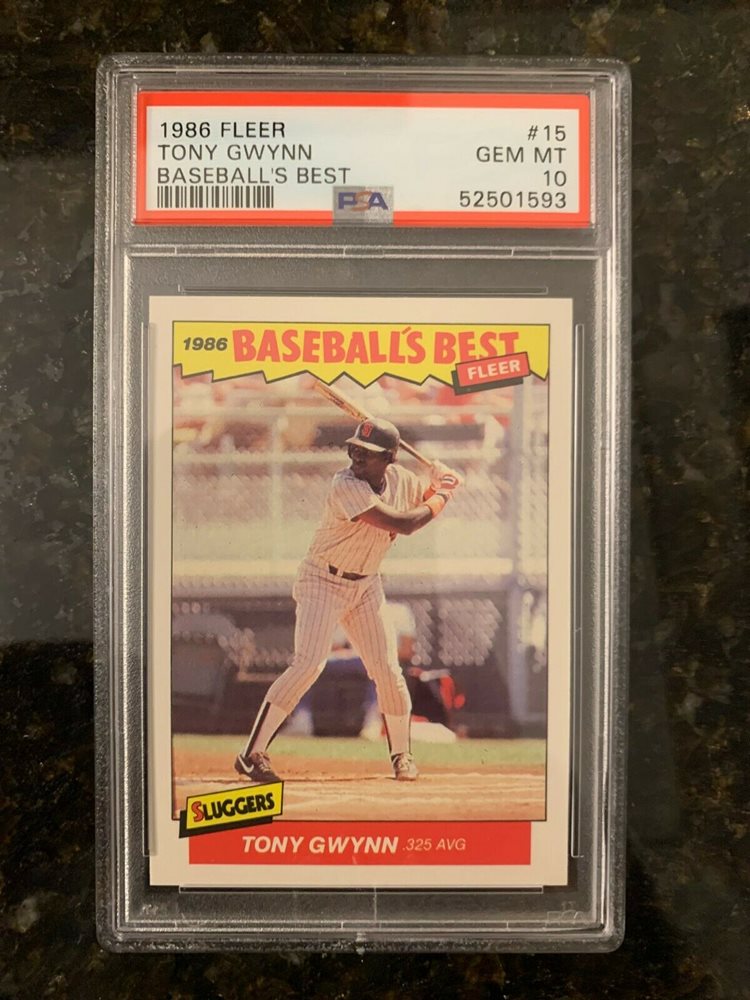 1986 FLEER #15
TONY GWYNN GEM MT
BASEBALL'S BEST 10
PSA 52501593
1986 BASEBALL'S BEST
FLEER
SLUGGERS
TONY GWYNN .325 AVG